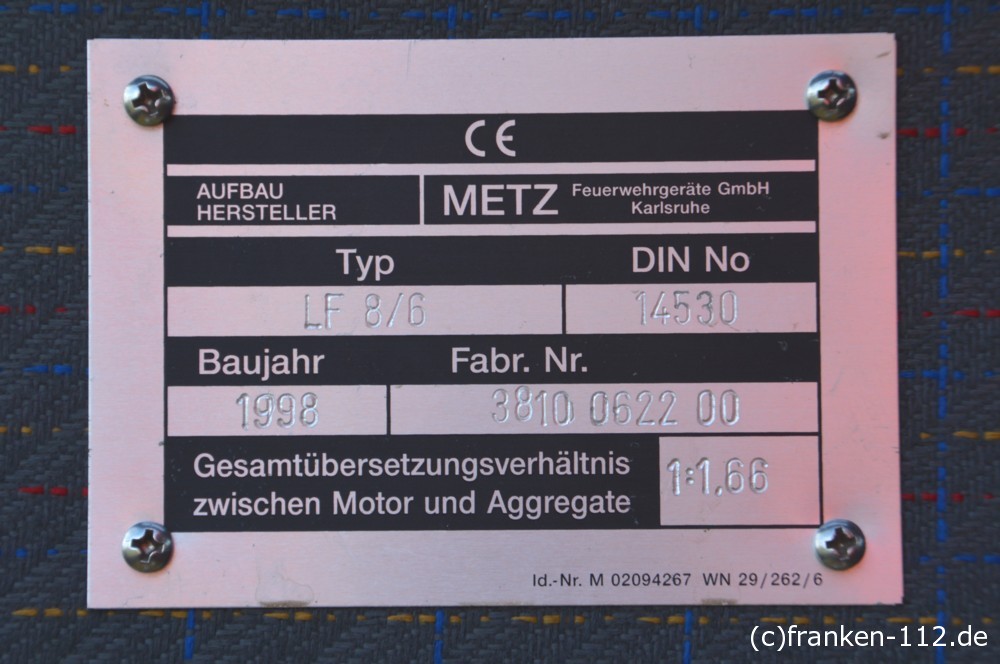 CE
AUFBAU
HERSTELLER
METZ Feuerwehrgeräte GmbH
Karlsruhe
Typ DIN No
LF 8/6 14530
Baujahr Fabr. Nr.
1998 3810 0622 00
Gesamtübersetzungsverhältnis
zwischen Motor und Aggregate
1:1.66
Id.-Nr. M 02094267 WN 29/262/6
(c)franken-112.de